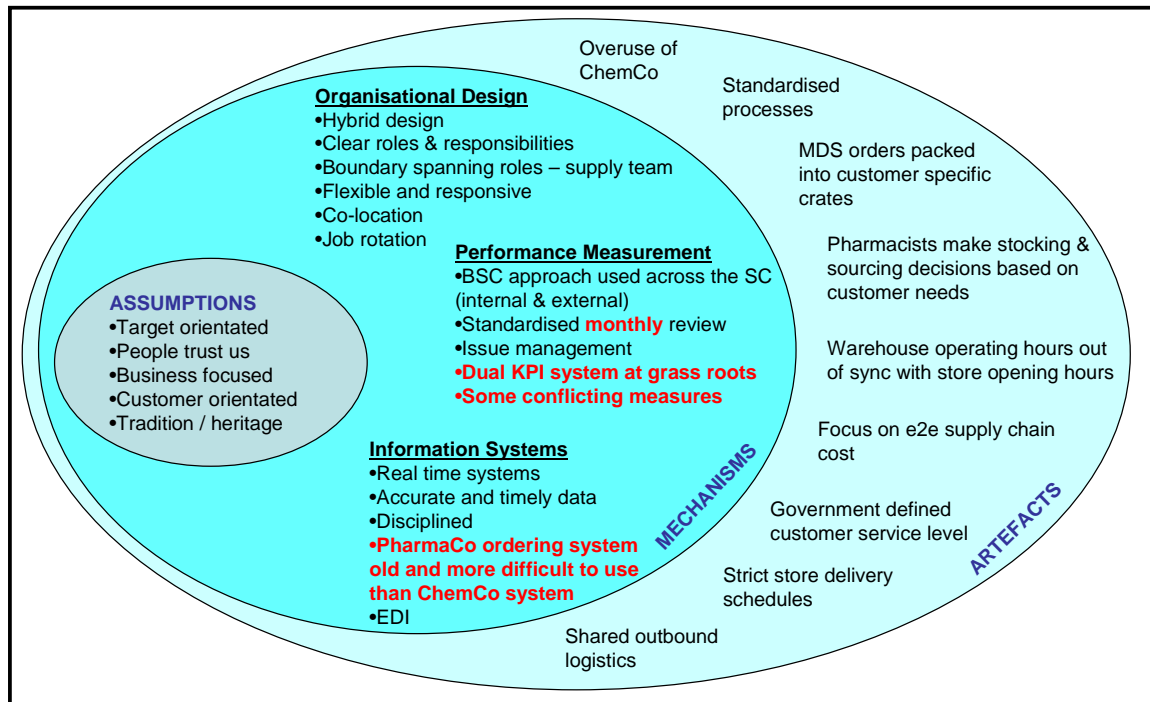 Overuse of
ChemCo
Standardised
processes
MDS orders packed
into customer specific
crates
Pharmacists make stocking &
sourcing decisions based on
customer needs
Warehouse operating hours out
of sync with store opening hours
Focus on e2e supply chain
cost
Government defined
customer service level
Strict store delivery
schedules
Shared outbound
logistics
ARTEFACTS
Organisational Design
•Hybrid design
•Clear roles & responsibilities
•Boundary spanning roles – supply team
•Flexible and responsive
•Co-location
•Job rotation
Performance Measurement
•BSC approach used across the SC
(internal & external)
•Standardised monthly review
•Issue management
•Dual KPI system at grass roots
•Some conflicting measures
Information Systems
•Real time systems
•Accurate and timely data
•Disciplined
•PharmaCo ordering system
old and more difficult to use
than ChemCo system
•EDI
MECHANISMS
ASSUMPTIONS
•Target orientated
•People trust us
•Business focused
•Customer orientated
•Tradition / heritage